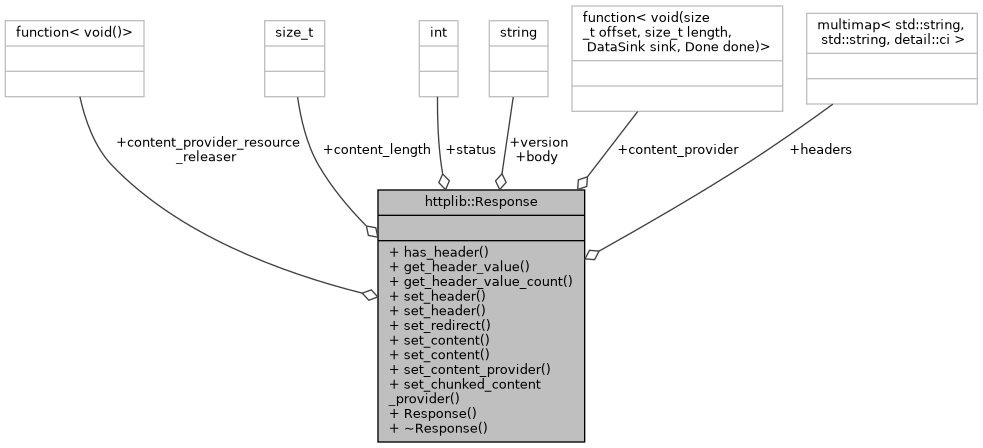 function< void()>
size_t
int
string
function< void(size
_t offset, size_t length,
DataSink sink, Done done)>
multimap< std::string,
std::string, detail::ci >
+content_provider_resource
_releaser
+content_length
+status
+version
+body
+content_provider
+headers
httplib::Response
+ has_header()
+ get_header_value()
+ get_header_value_count()
+ set_header()
+ set_header()
+ set_redirect()
+ set_content()
+ set_content()
+ set_content_provider()
+ set_chunked_content
_provider()
+ Response()
+ ~Response()